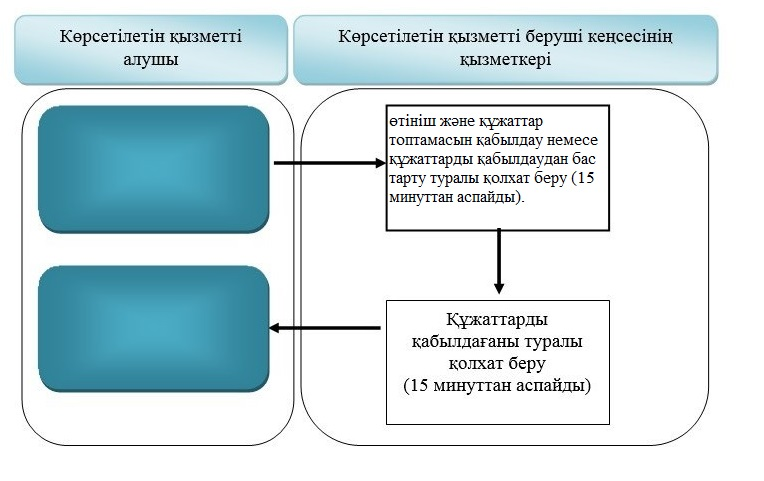 Көрсетілетін қызметті
алушы
Көрсетілетін қызметті беруші кеңсесінің
қызметкері
өтініш және құжаттар
топтамасын қабылдау немесе
құжаттарды қабылдаудан бас
тарту туралы қолхат беру (15
минуттан аспайды).
Құжаттарды
қабылдағаны туралы
қолхат беру
(15 минуттан аспайды)